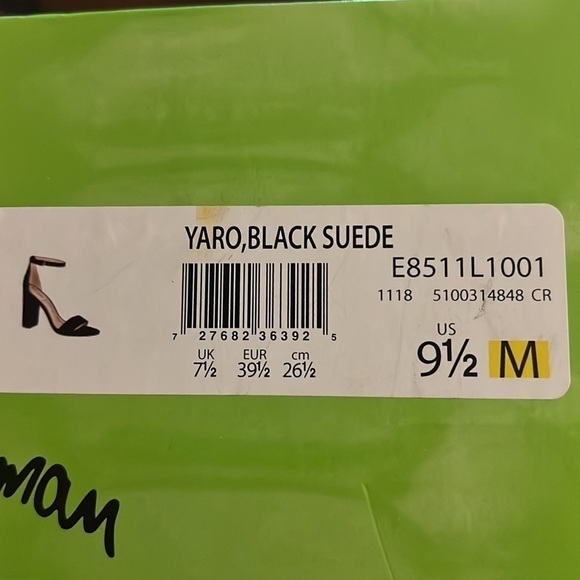 YARO,BLACK SUEDE
E8511L1001
1118 5100314848 CR
7 27682 36392 5
UK EUR cm
7½ 39½ 26½
US
9½ M